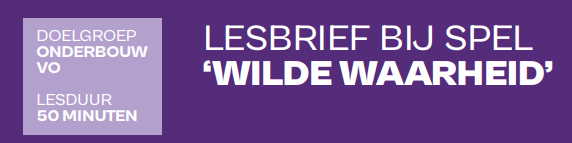 DOELGROEP
ONDERBOUW
VO
LESDUUR
50 MINUTEN
LESBRIEF BIJ SPEL
‘WILDE WAARHEID’